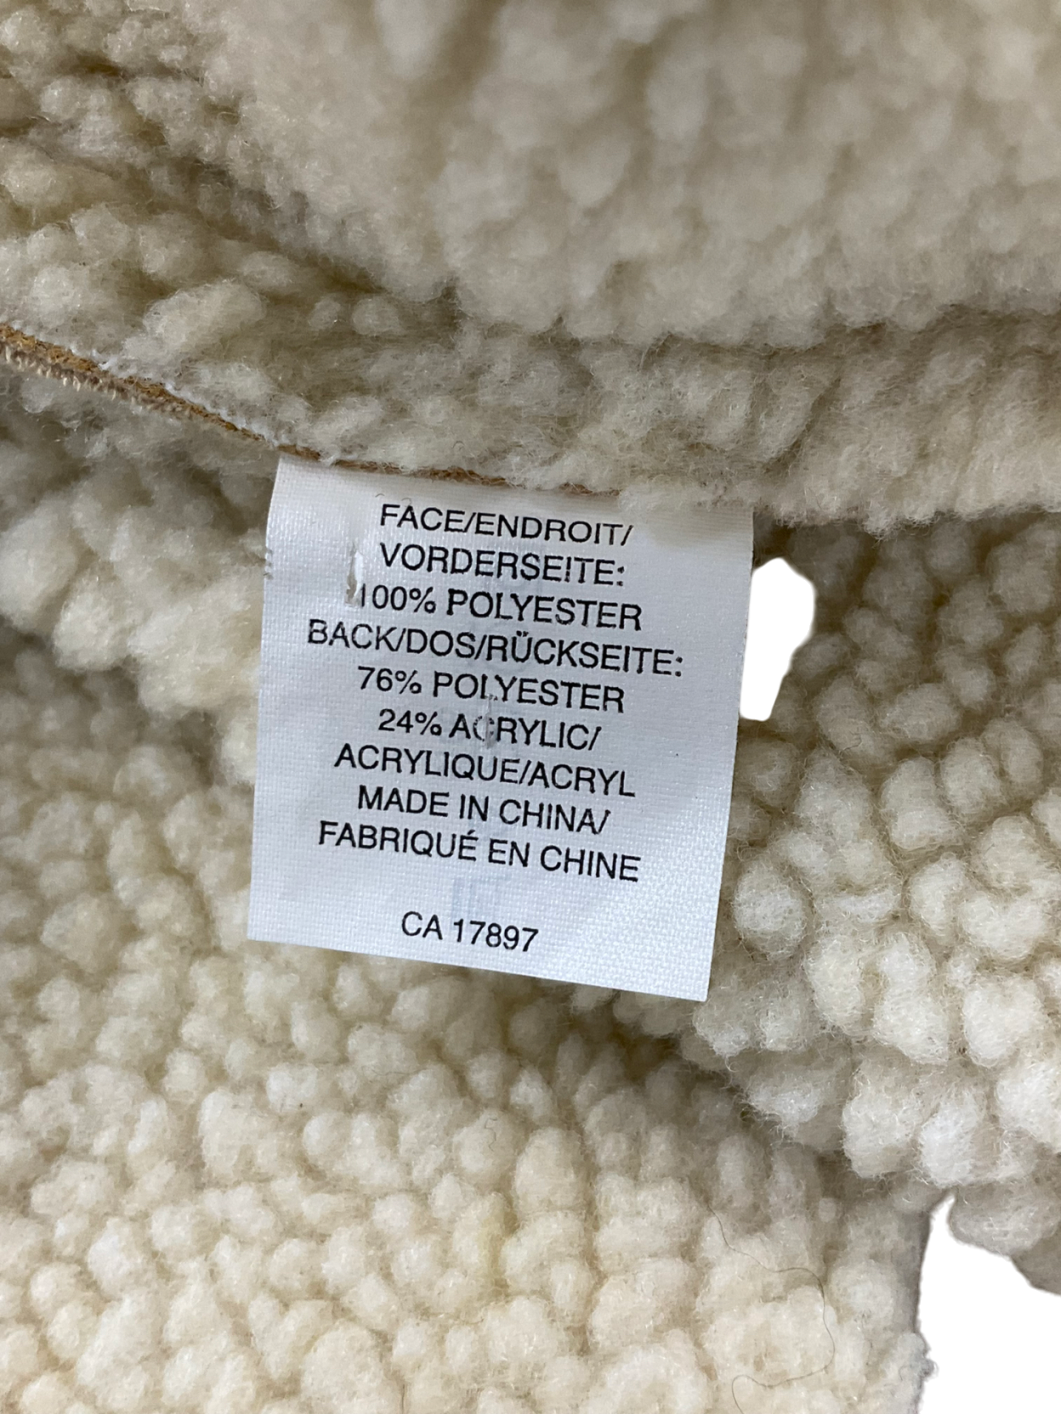 FACE/ENDROIT/
VORDERSEITE:
100% POLYESTER
BACK/DOS/RÜCKSEITE:
76% POLYESTER
24% ACRYLIC/
ACRYLIQUE/ACRYL
MADE IN CHINA/
FABRIQUÉ EN CHINE
CA 17897